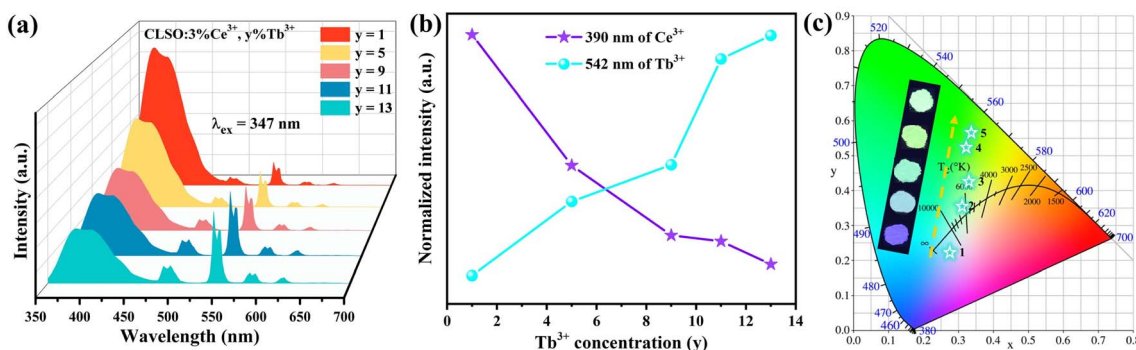 (a)
CLSO:3%Ce³⁺, y%Tb³⁺
y = 1
y = 5
y = 9
y = 11
y = 13
λex = 347 nm
Intensity (a.u.)
350 400 450 500 550 600 650 700
Wavelength (nm)
(b)
390 nm of Ce³⁺
542 nm of Tb³⁺
Normalized intensity (a.u.)
0 2 4 6 8 10 12 14
Tb³⁺ concentration (y)
(c)
0.9
0.8
0.7
0.6
0.5
y
0.4
0.3
0.2
0.1
0.0
0.0 0.1 0.2 0.3 0.4 0.5 0.6 0.7 0.8
x
520
540
560
500
580
600
620
700
490
480
470
460
380
5
4
3
2
1
(°K)
4000
3000
2500
2000
1500
10000
∞